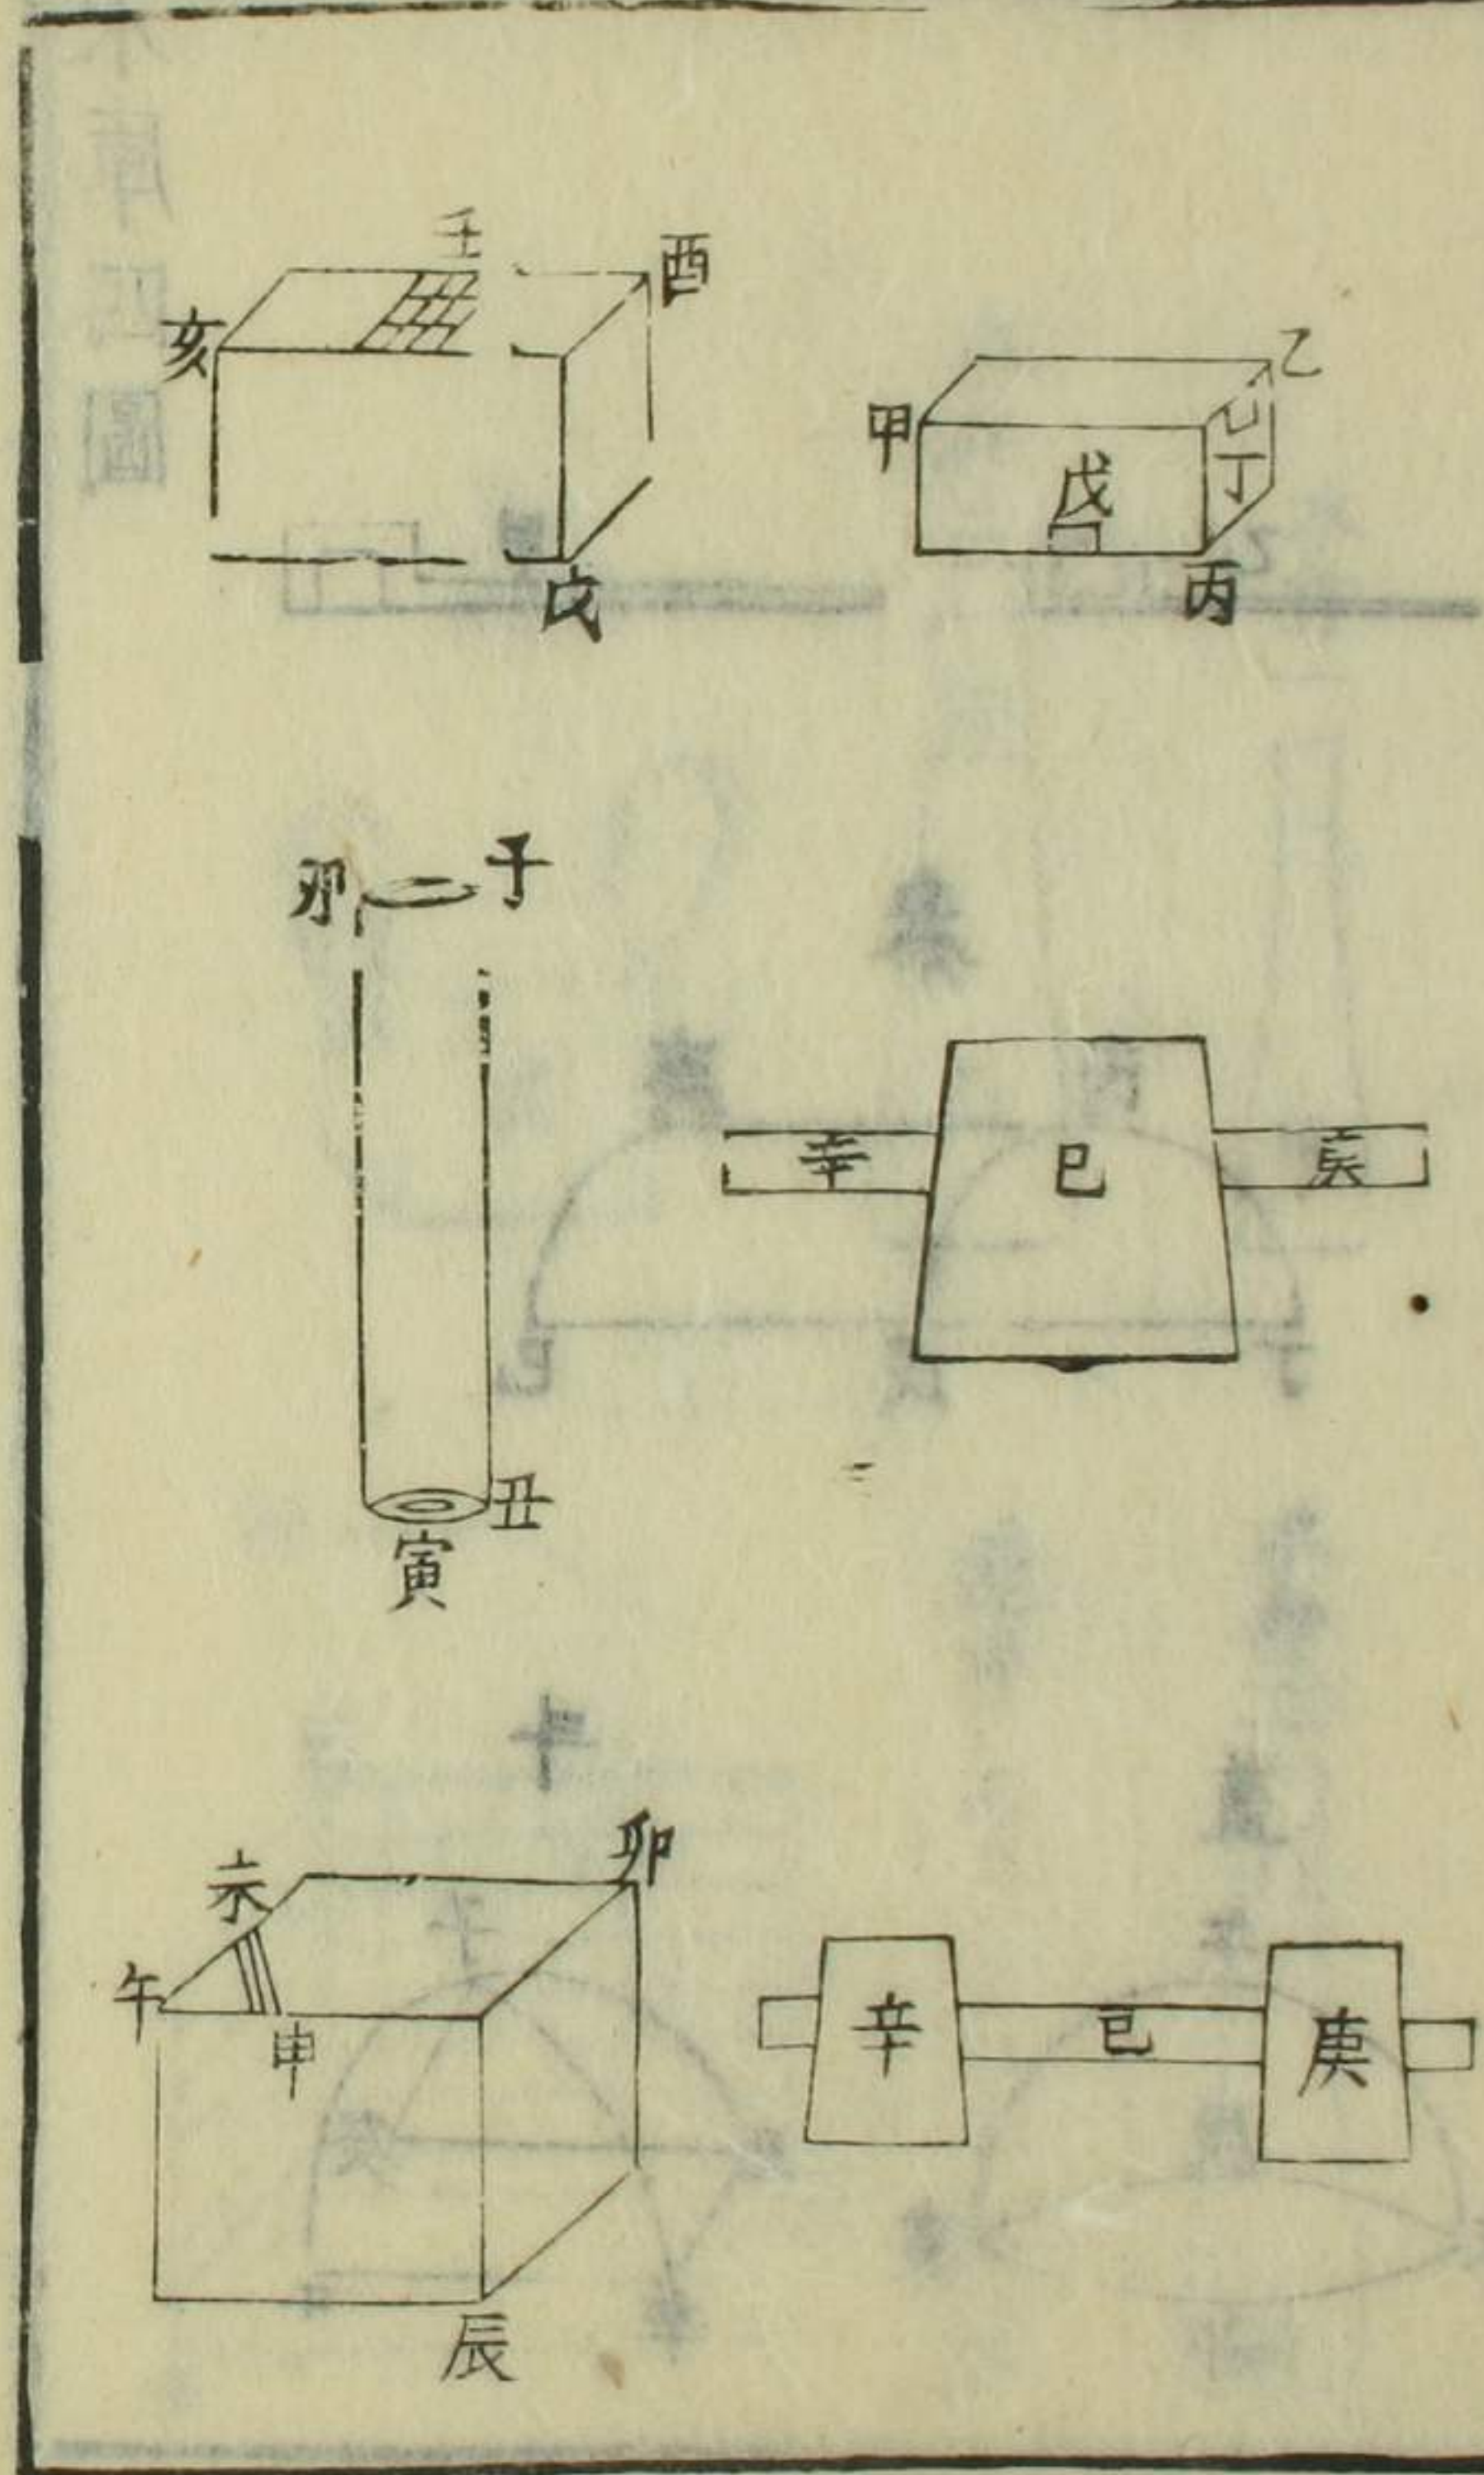 乙
甲
丁
戊
丙
壬
酉
亥
戌
庚
巳
辛
子
卯
丑
寅
庚
巳
辛
卯
未
午
申
辰